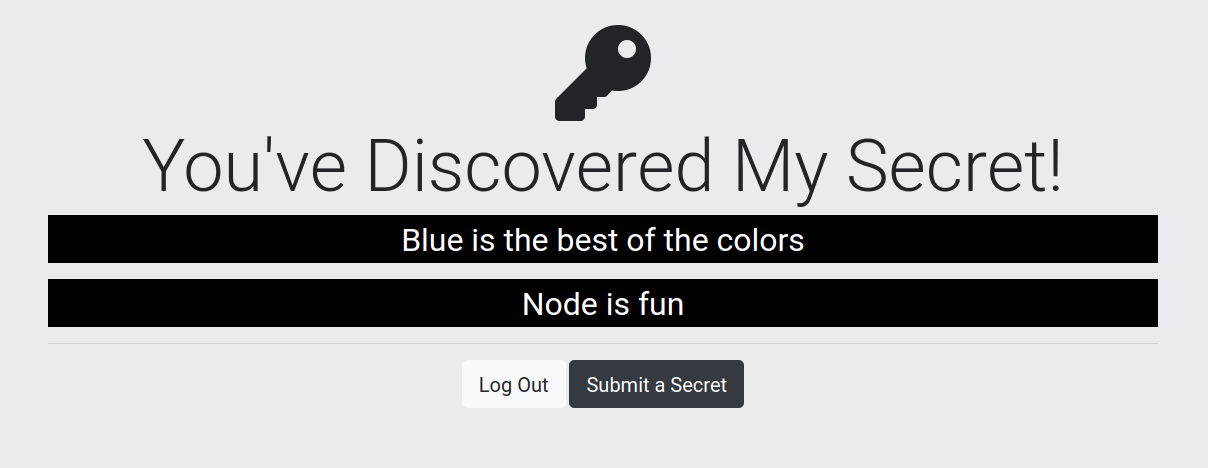 You've Discovered My Secret!
Blue is the best of the colors
Node is fun
Log Out
Submit a Secret